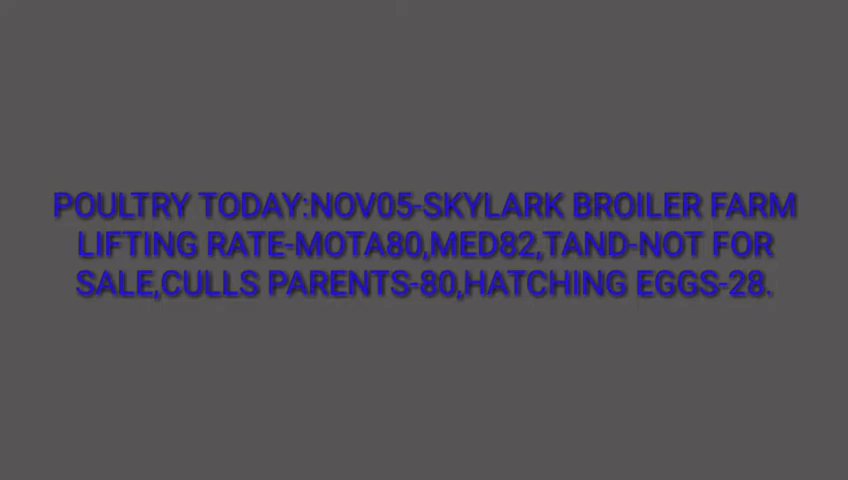 POULTRY TODAY:NOV05-SKYLARK BROILER FARM
LIFTING RATE-MOTA80,MED82,TAND-NOT FOR
SALE,CULLS PARENTS-80,HATCHING EGGS-28.